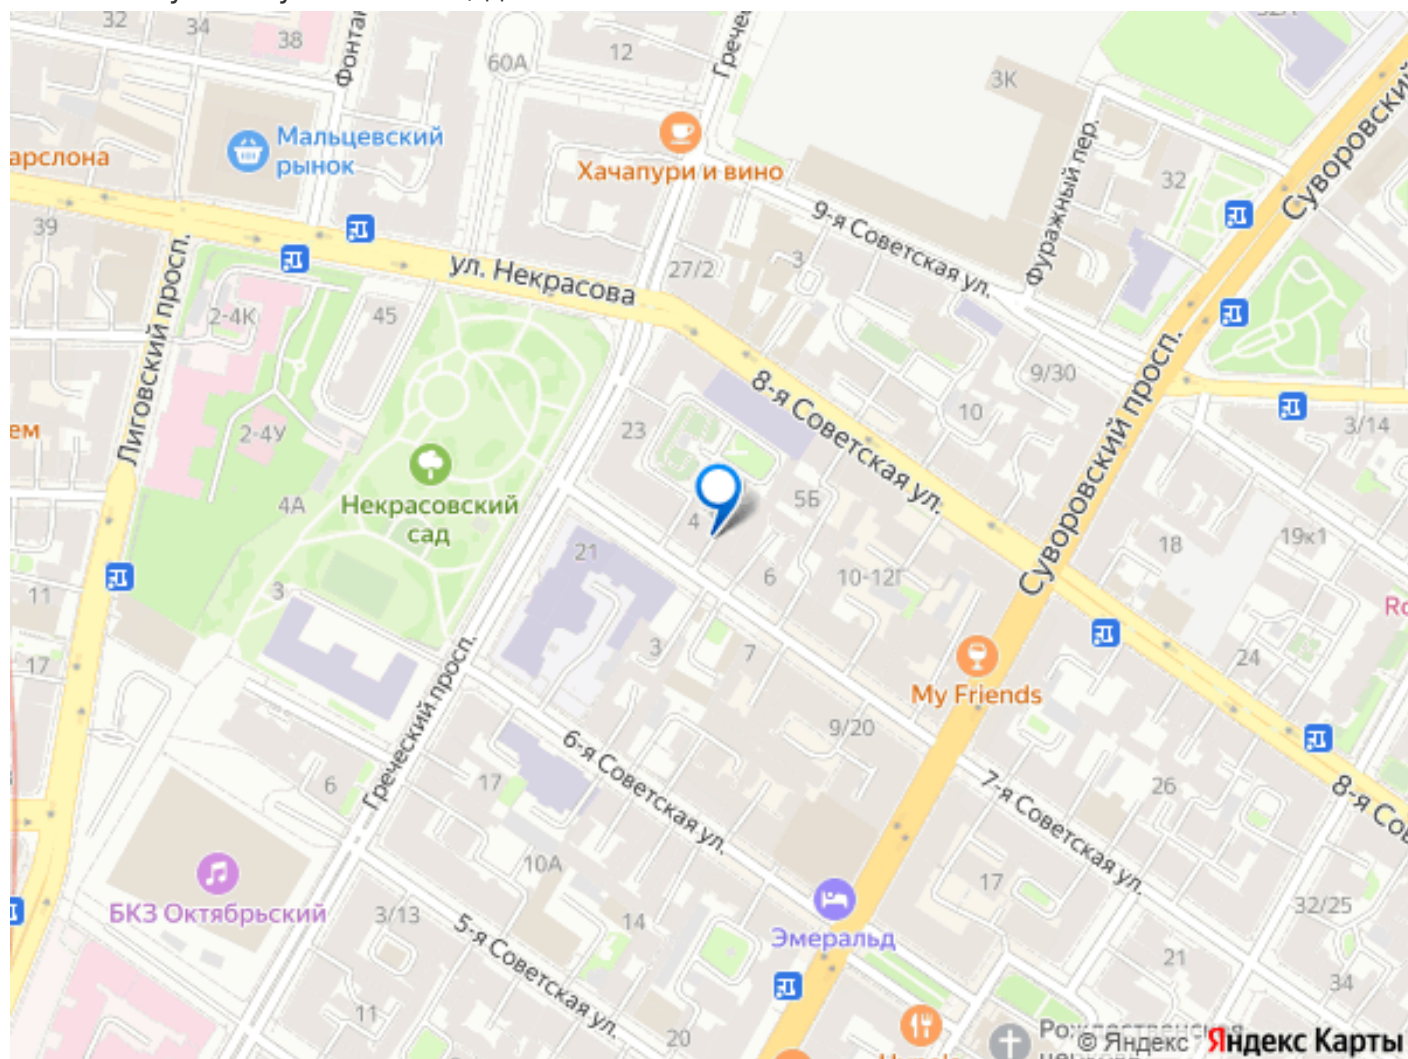 32
34
38
60А
12
3К
Мальцевский
рынок
арслона
Хачапури и вино
Фуражный пер.
32
Суворовский
39
9-я Советская ул.
3
27/2
ул. Некрасова
2-4К
45
Лиговский просп.
8-я Советская ул.
9/30
10
Суворовский просп.
3/14
ем
2-4У
23
Некрасовский
сад
4А
4
5Б
21
18
19к1
6
10-12Г
11
3
17
3
7
24
My Friends
9/20
Греческий просп.
6-я Советская ул.
6
17
7-я Советская ул.
26
8-я Сов
10А
БКЗ Октябрьский
3/13
14
5-я Советская ул.
Эмеральд
17
32/25
21
34
11
20
© Яндекс Яндекс Карты